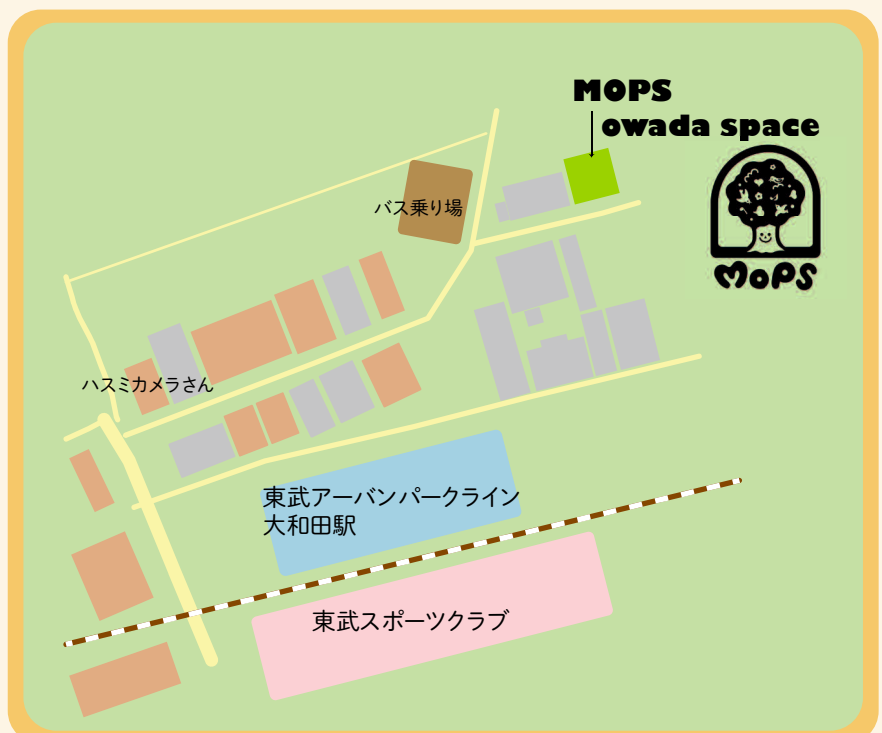 MOPS
owada space
MOPS
バス乗り場
ハスミカメラさん
東武アーバンパークライン
大和田駅
東武スポーツクラブ